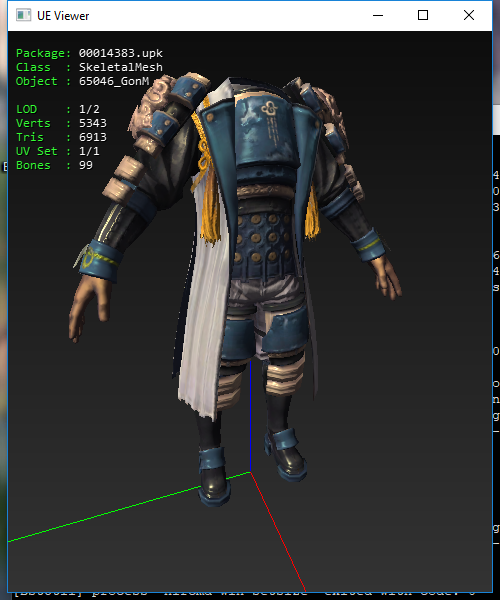 UE Viewer
Package: 00014383.upk
Class : SkeletalMesh
Object : 65046_GonM
LOD : 1/2
Verts : 5343
Tris : 6913
UV Set : 1/1
Bones : 99